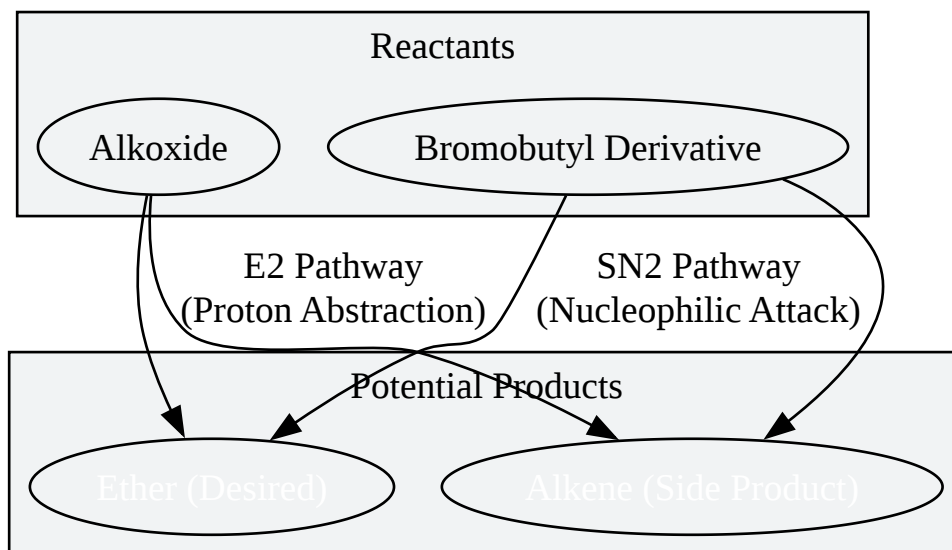 Reactants
Alkoxide
Bromobutyl Derivative
E2 Pathway
(Proton Abstraction)
SN2 Pathway
(Nucleophilic Attack)
Potential Products
Ether (Desired)
Alkene (Side Product)